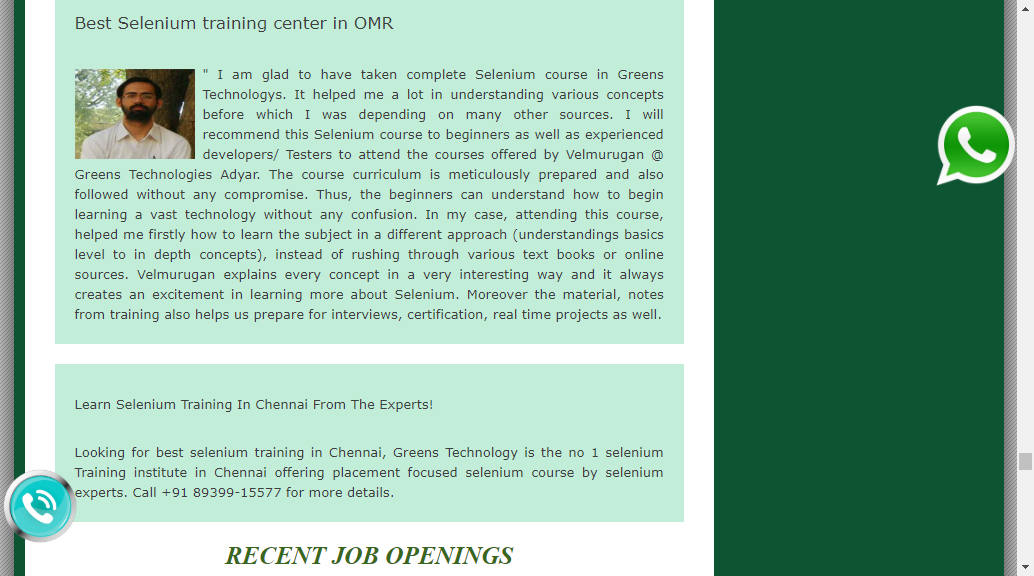 Best Selenium training center in OMR
" I am glad to have taken complete Selenium course in Greens
Technologys. It helped me a lot in understanding various concepts
before which I was depending on many other sources. I will
recommend this Selenium course to beginners as well as experienced
developers/ Testers to attend the courses offered by Velmurugan @
Greens Technologies Adyar. The course curriculum is meticulously prepared and also
followed without any compromise. Thus, the beginners can understand how to begin
learning a vast technology without any confusion. In my case, attending this course,
helped me firstly how to learn the subject in a different approach (understandings basics
level to in depth concepts), instead of rushing through various text books or online
sources. Velmurugan explains every concept in a very interesting way and it always
creates an excitement in learning more about Selenium. Moreover the material, notes
from training also helps us prepare for interviews, certification, real time projects as well.
Learn Selenium Training In Chennai From The Experts!
Looking for best selenium training in Chennai, Greens Technology is the no 1 selenium
Training institute in Chennai offering placement focused selenium course by selenium
experts. Call +91 89399-15577 for more details.
RECENT JOB OPENINGS